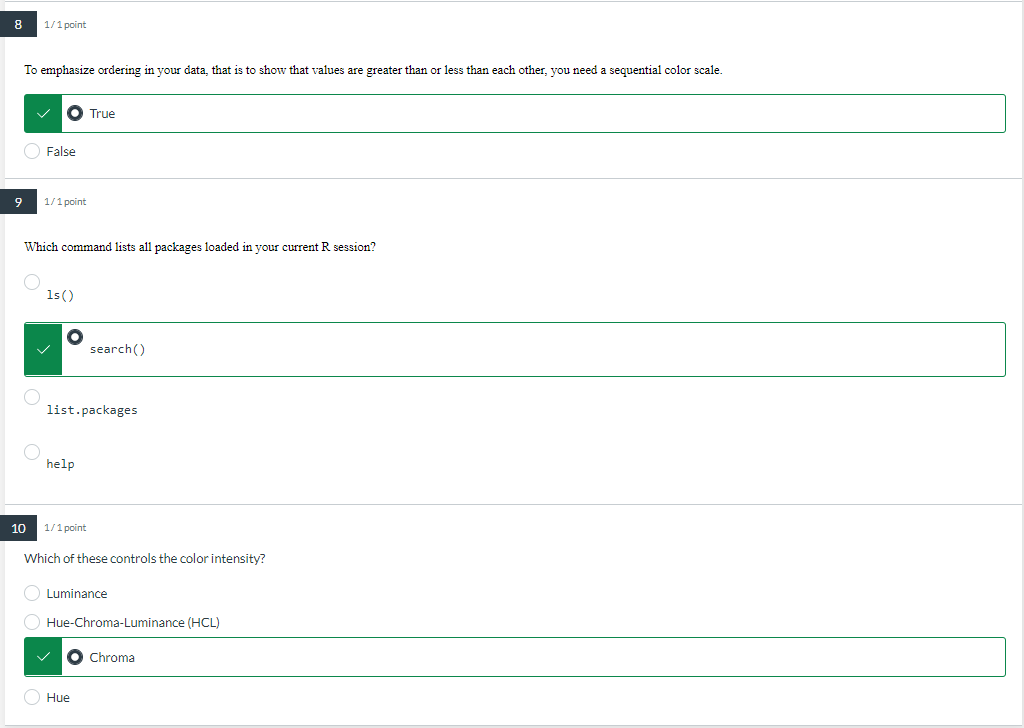 8 1 / 1 point
To emphasize ordering in your data, that is to show that values are greater than or less than each other, you need a sequential color scale.
True
False
9 1 / 1 point
Which command lists all packages loaded in your current R session?
ls()
search()
list.packages
help
10 1 / 1 point
Which of these controls the color intensity?
Luminance
Hue-Chroma-Luminance (HCL)
Chroma
Hue